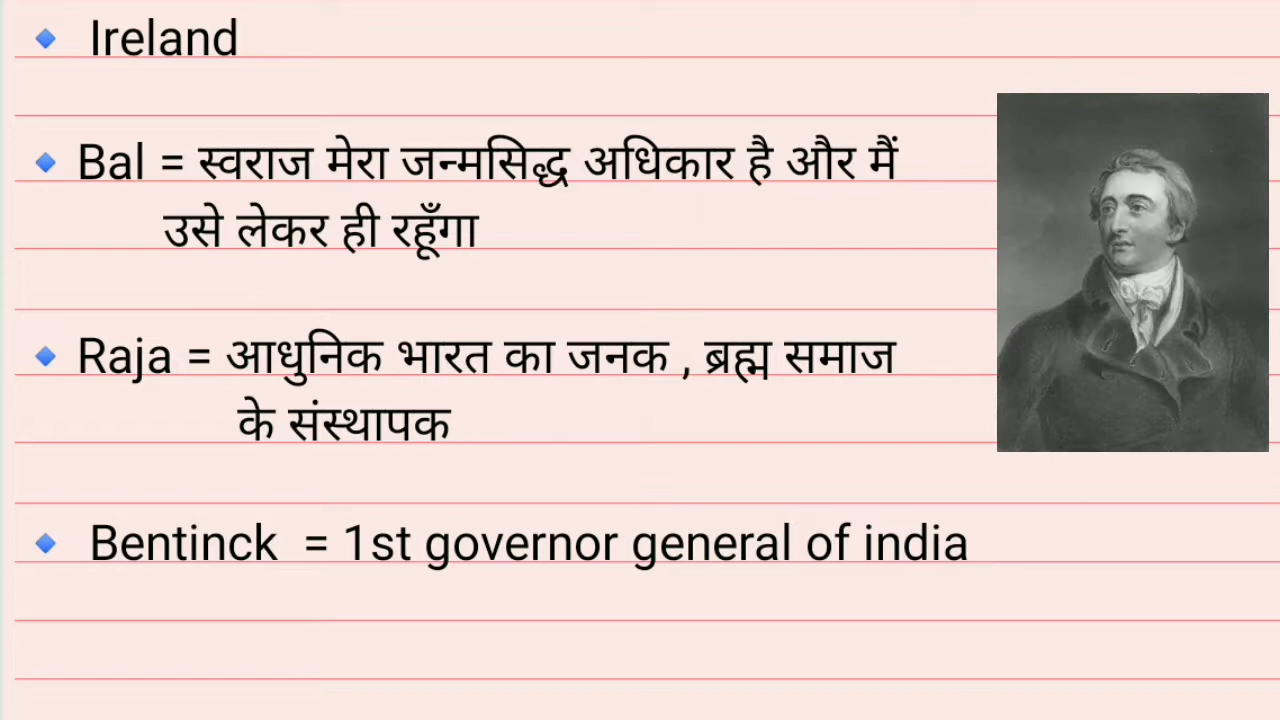 Ireland
Bal = स्वराज मेरा जन्मसिद्ध अधिकार है और मैं
उसे लेकर ही रहूँगा
Raja = आधुनिक भारत का जनक , ब्रह्म समाज
के संस्थापक
Bentinck = 1st governor general of india